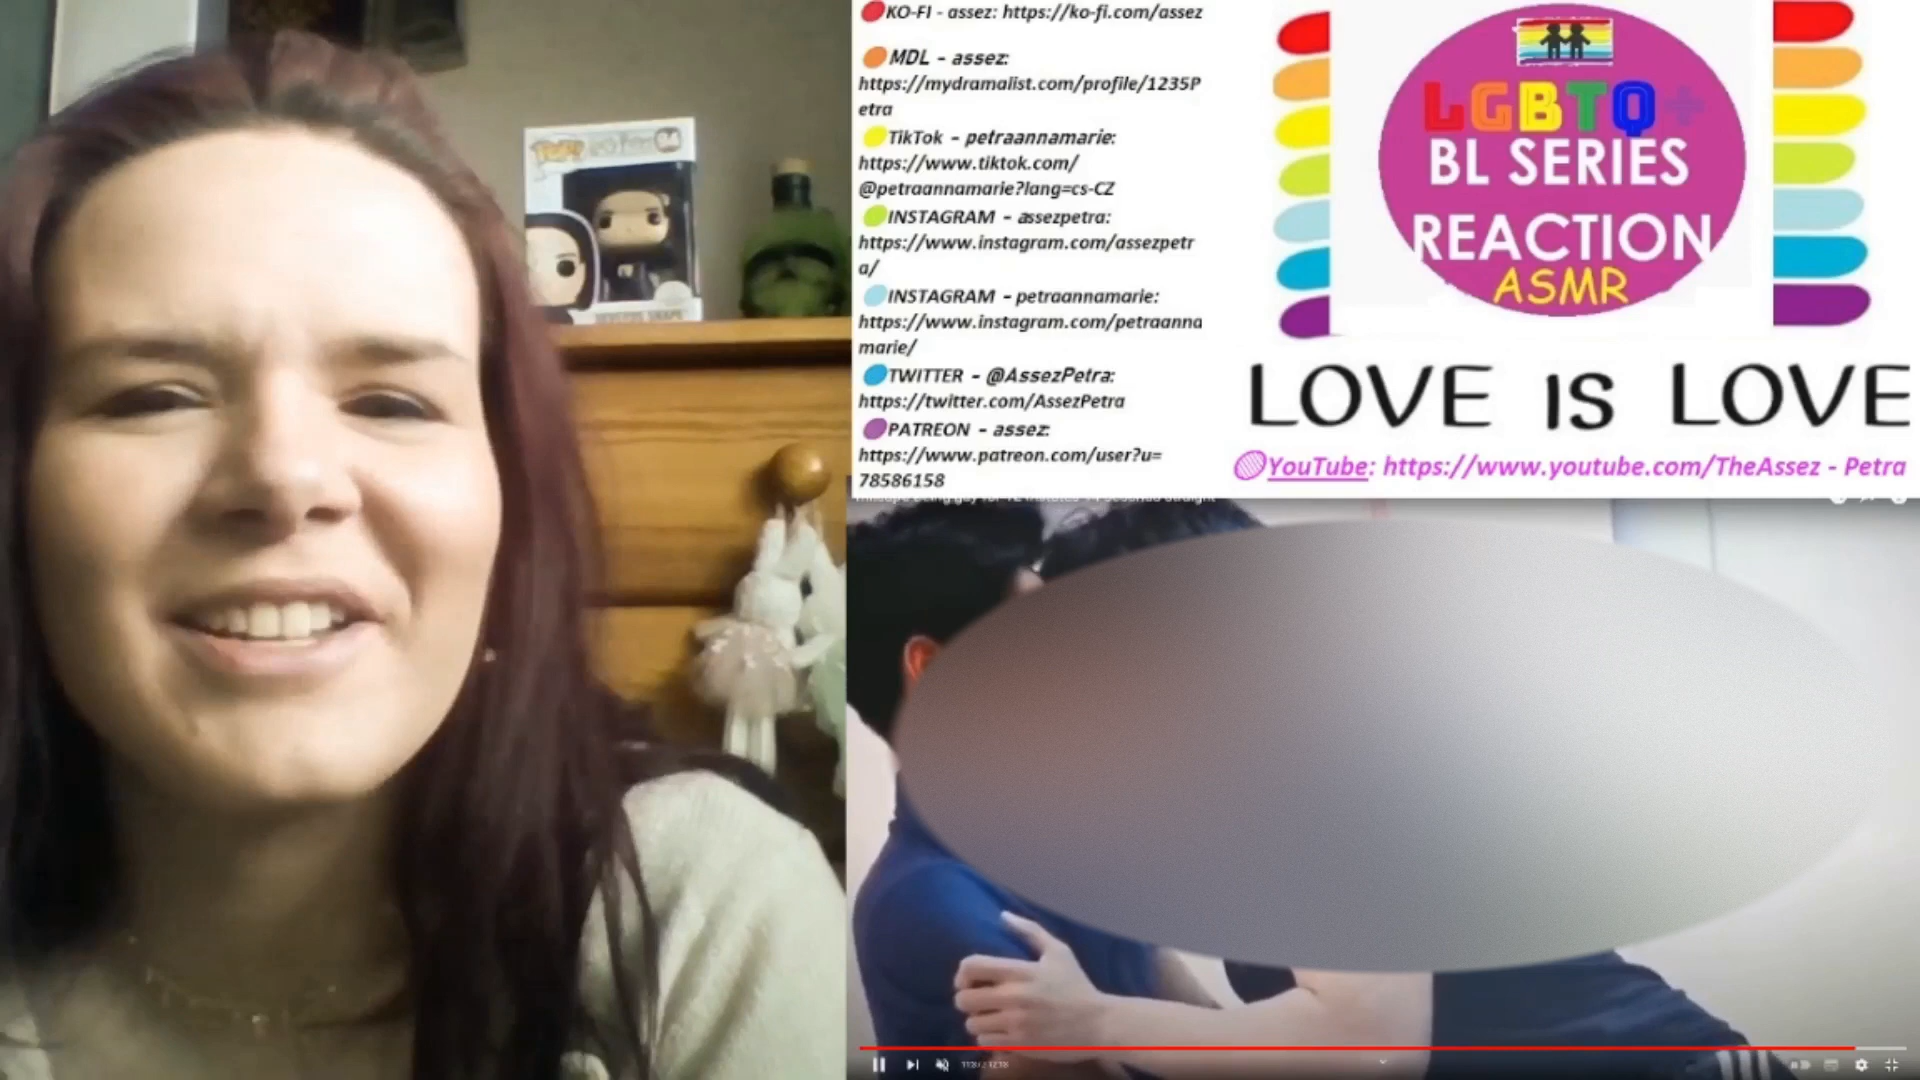 KO-FI - assez: https://ko-fi.com/assez
MDL - assez:
https://mydramalist.com/profile/1235P
etra
TikTok - petraannamarie:
https://www.tiktok.com/
@petraannamarie?lang=cs-CZ
INSTAGRAM - assezpetra:
https://www.instagram.com/assezpetr
a/
INSTAGRAM - petraannamarie:
https://www.instagram.com/petraanna
marie/
TWITTER - @AssezPetra:
https://twitter.com/AssezPetra
PATREON - assez:
https://www.patreon.com/user?u=
78586158
LGBTQ+
BL SERIES
REACTION
ASMR
LOVE IS LOVE
YouTube: https://www.youtube.com/TheAssez - Petra
POP!